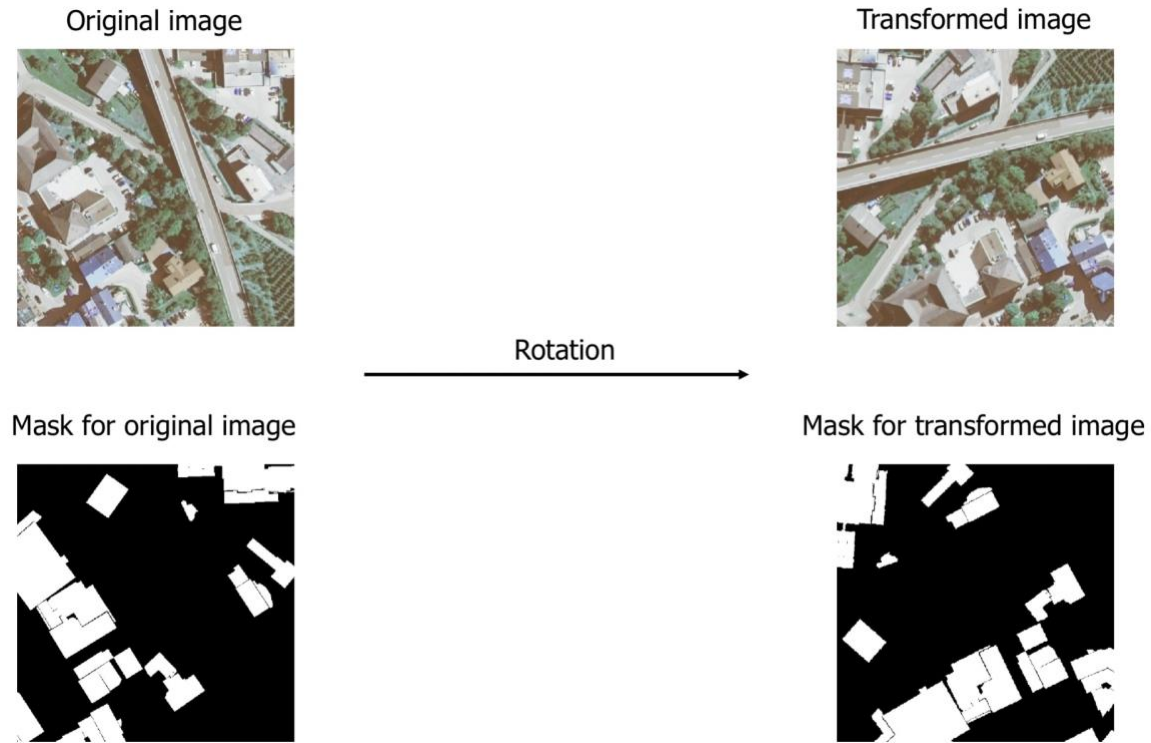 Original image
Transformed image
Rotation
Mask for original image
Mask for transformed image